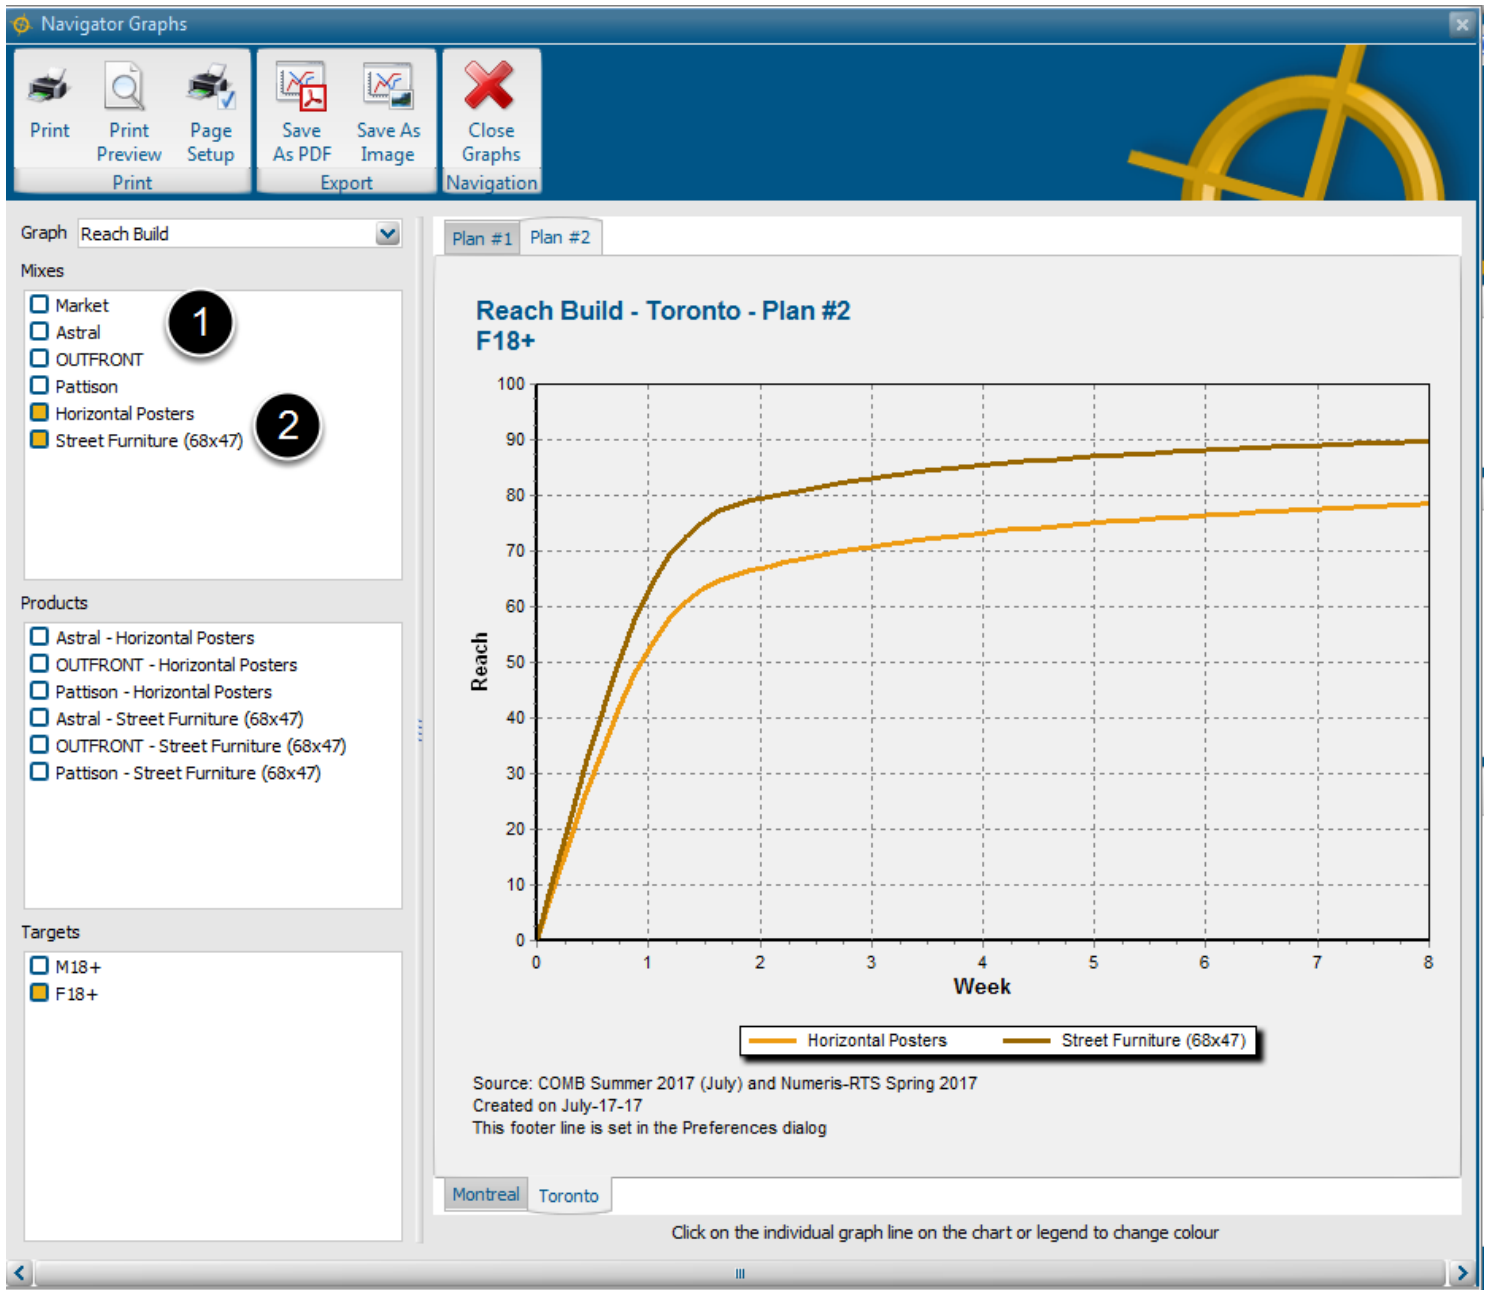 Navigator Graphs
Print
Print Preview
Page Setup
Save As PDF
Save As Image
Close Graphs
Print
Export
Navigation
Graph Reach Build
Mixes
Market
Astral
OUTFRONT
Pattison
Horizontal Posters
Street Furniture (68x47)
1
2
Products
Astral - Horizontal Posters
OUTFRONT - Horizontal Posters
Pattison - Horizontal Posters
Astral - Street Furniture (68x47)
OUTFRONT - Street Furniture (68x47)
Pattison - Street Furniture (68x47)
Targets
M18+
F18+
Plan #1 Plan #2
Reach Build - Toronto - Plan #2
F18+
100
90
80
70
60
50
40
30
20
10
0
Reach
0 1 2 3 4 5 6 7 8
Week
Horizontal Posters Street Furniture (68x47)
Source: COMB Summer 2017 (July) and Numeris-RTS Spring 2017
Created on July-17-17
This footer line is set in the Preferences dialog
Montreal Toronto
Click on the individual graph line on the chart or legend to change colour